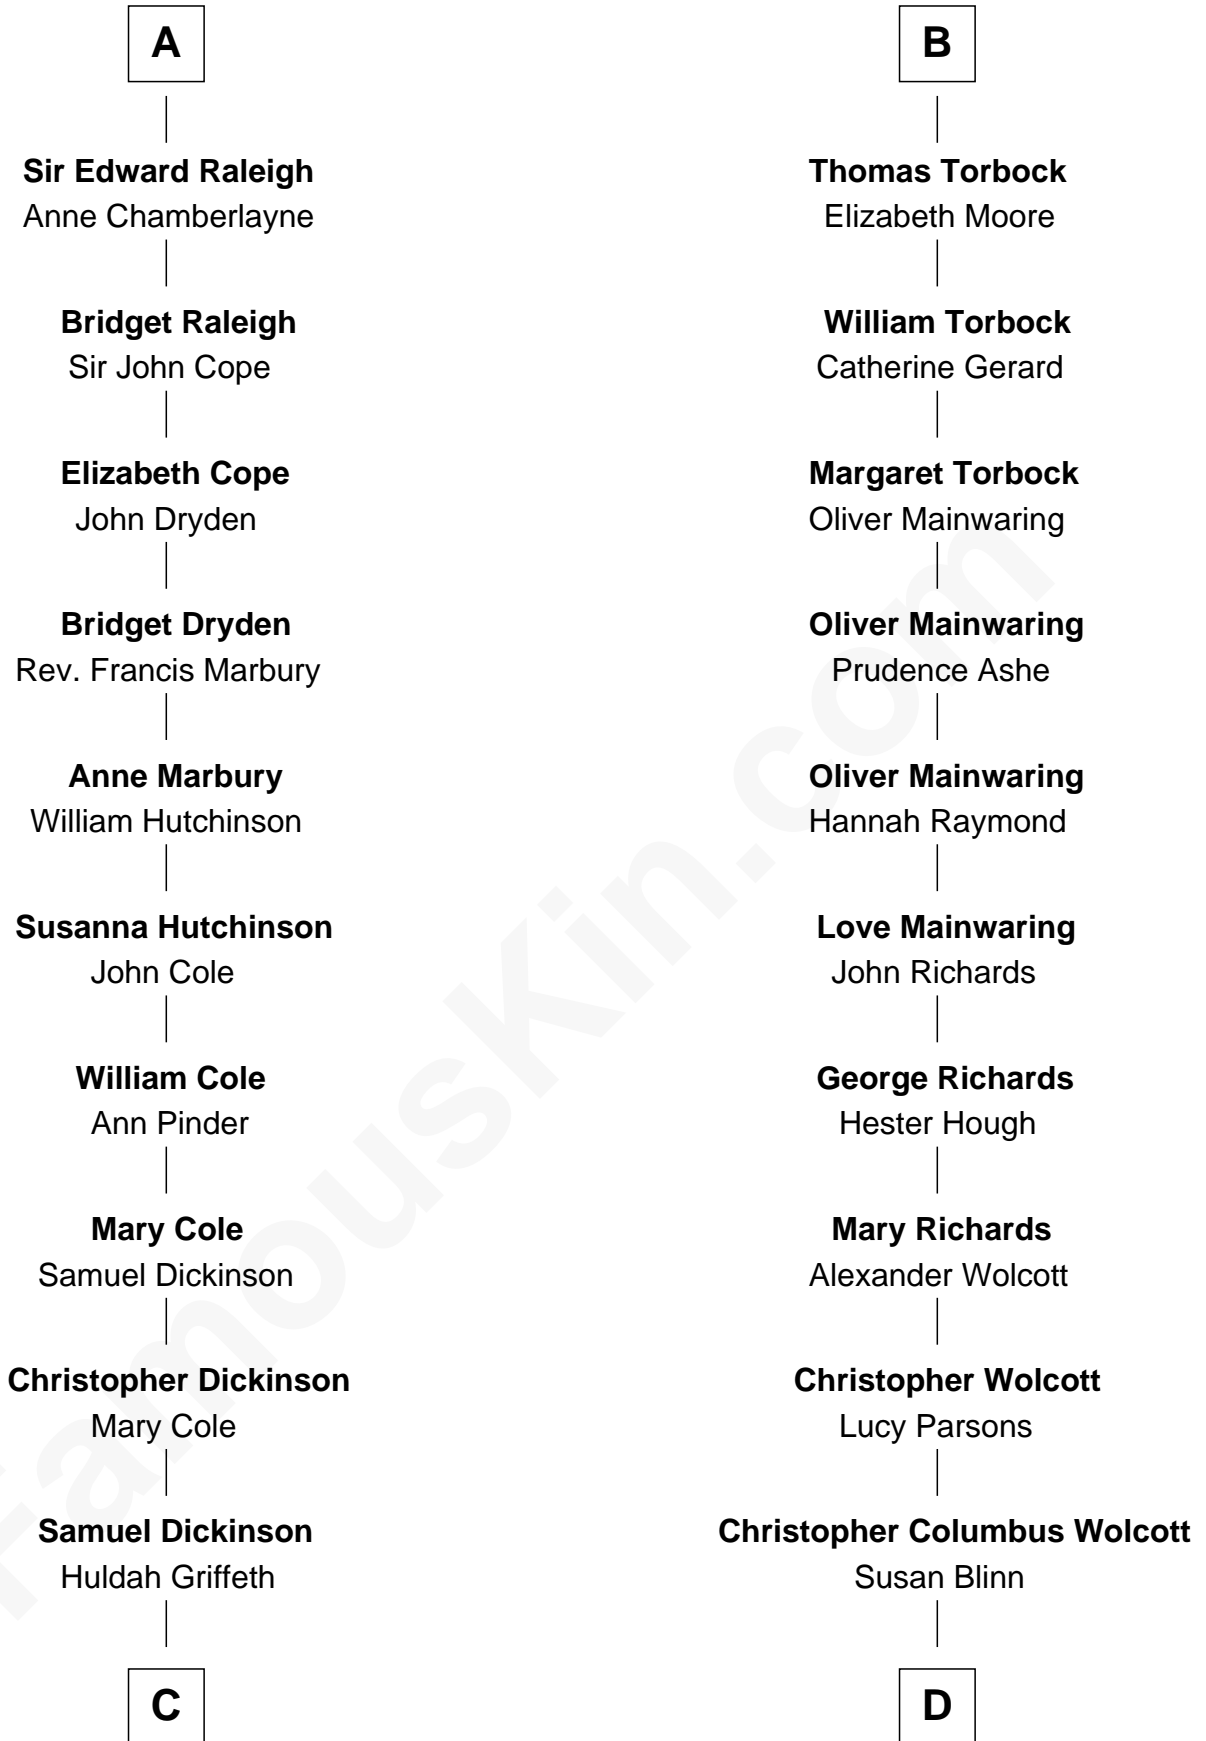 A
Sir Edward Raleigh
Anne Chamberlayne
Bridget Raleigh
Sir John Cope
Elizabeth Cope
John Dryden
Bridget Dryden
Rev. Francis Marbury
Anne Marbury
William Hutchinson
Susanna Hutchinson
John Cole
William Cole
Ann Pinder
Mary Cole
Samuel Dickinson
Christopher Dickinson
Mary Cole
Samuel Dickinson
Huldah Griffeth
C
B
Thomas Torbock
Elizabeth Moore
William Torbock
Catherine Gerard
Margaret Torbock
Oliver Mainwaring
Oliver Mainwaring
Prudence Ashe
Oliver Mainwaring
Hannah Raymond
Love Mainwaring
John Richards
George Richards
Hester Hough
Mary Richards
Alexander Wolcott
Christopher Wolcott
Lucy Parsons
Christopher Columbus Wolcott
Susan Blinn
D
FamousKin.com